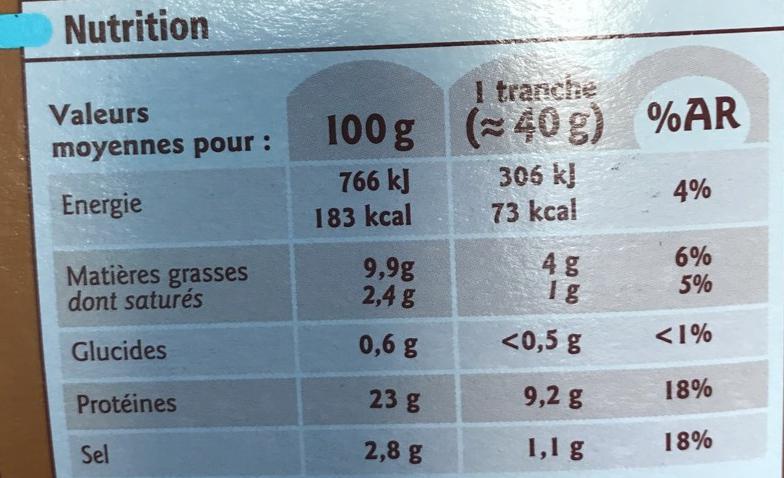 Nutrition
Valeurs moyennes pour :
100 g
1 tranche (≈ 40 g)
%AR
Energie
766 kJ 306 kJ
183 kcal 73 kcal
4%
Matières grasses 9,9g 4 g 6%
dont saturés 2,4 g 1 g 5%
Glucides 0,6 g <0,5 g <1%
Protéines 23 g 9,2 g 18%
Sel 2,8 g 1,1 g 18%